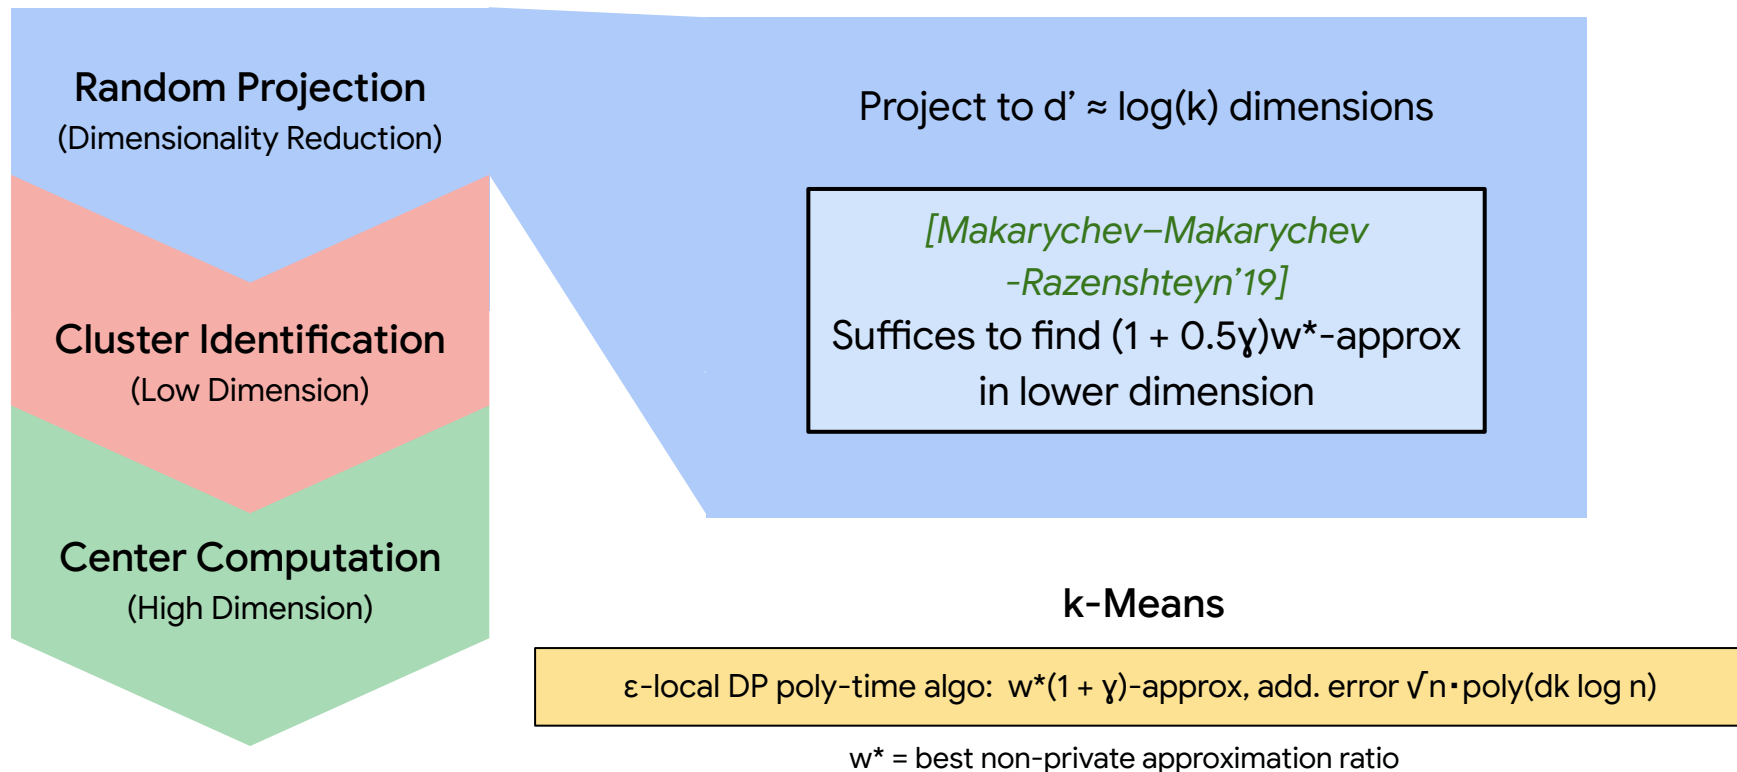 Random Projection
(Dimensionality Reduction)
Cluster Identification
(Low Dimension)
Center Computation
(High Dimension)
Project to d’ ≈ log(k) dimensions
[Makarychev–Makarychev
-Razenshteyn’19]
Suffices to find (1 + 0.5ɣ)w*-approx
in lower dimension
k-Means
ε-local DP poly-time algo:  w*(1 + ɣ)-approx, add. error √n·poly(dk log n)
w* = best non-private approximation ratio